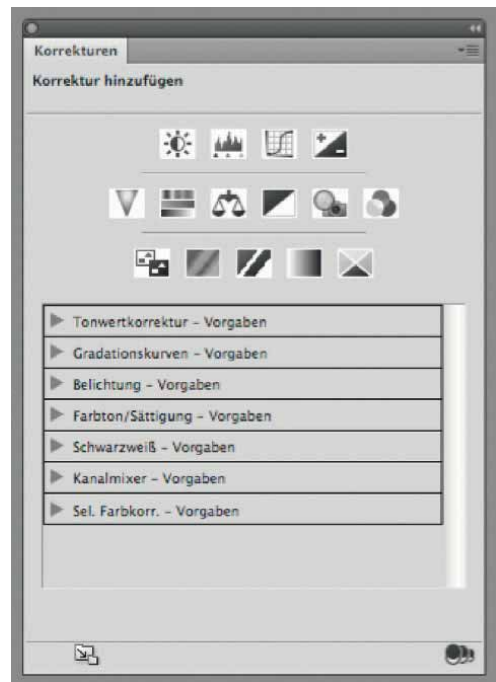 Korrekturen
Korrektur hinzufügen
Tonwertkorrektur – Vorgaben
Gradationskurven – Vorgaben
Belichtung – Vorgaben
Farbton/Sättigung – Vorgaben
Schwarzweiß – Vorgaben
Kanalmixer – Vorgaben
Sel. Farbkorr. – Vorgaben